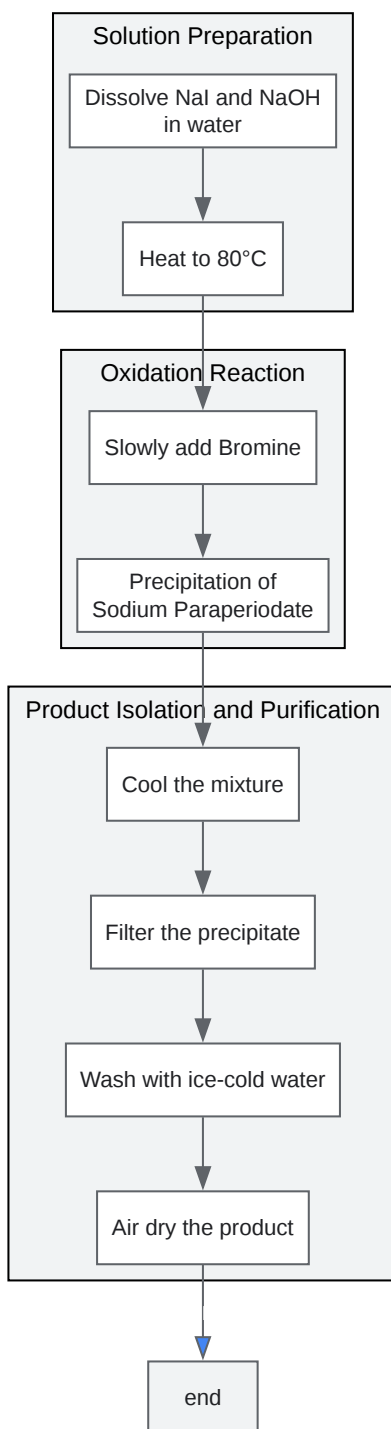 Solution Preparation
Dissolve NaI and NaOH
in water
Heat to 80°C
Oxidation Reaction
Slowly add Bromine
Precipitation of
Sodium Paraperiodate
Product Isolation and Purification
Cool the mixture
Filter the precipitate
Wash with ice-cold water
Air dry the product
end